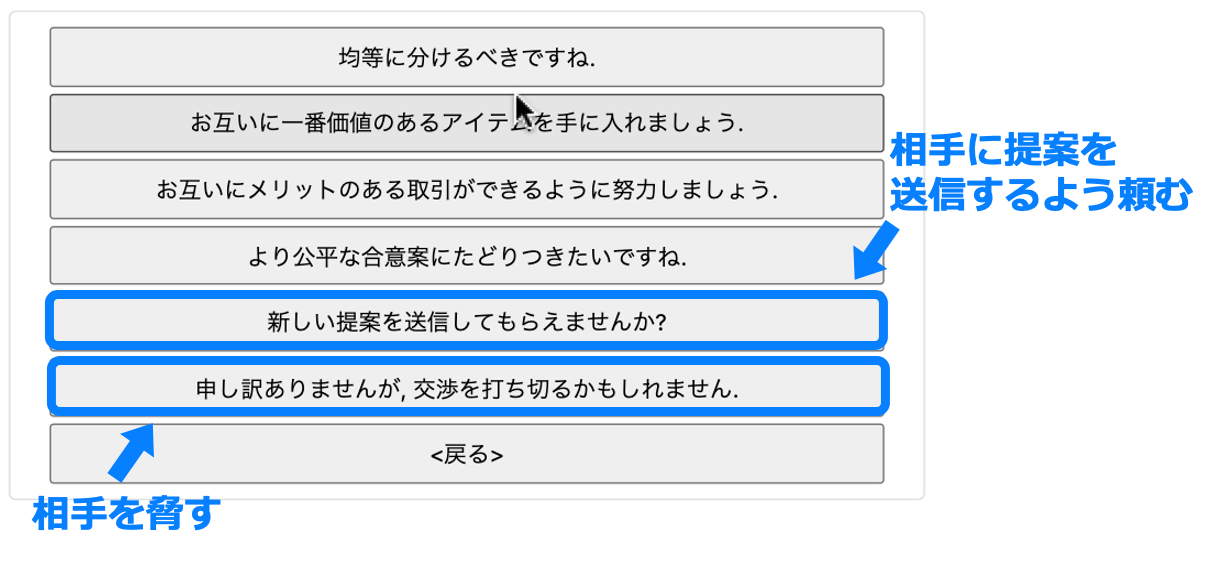 均等に分けるべきですね.
お互いに一番価値のあるアイテムを手に入れましょう.
お互いにメリットのある取引ができるように努力しましょう.
より公平な合意案にたどりつきたいですね.
新しい提案を送信してもらえませんか?
申し訳ありませんが, 交渉を打ち切るかもしれません.
<戻る>
相手に提案を
送信するよう頼む
相手を脅す